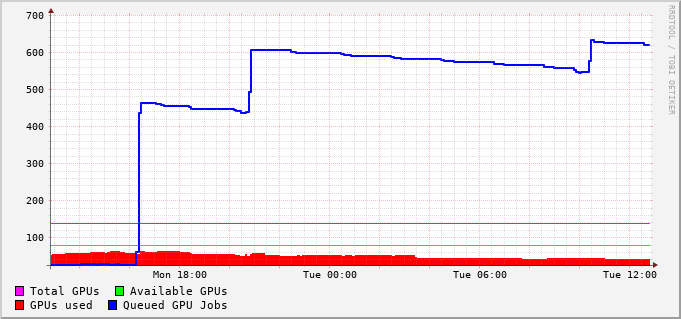 RRDTOOL / TOBI OETIKER
700
600
500
400
300
200
100
Mon 18:00 Tue 00:00 Tue 06:00 Tue 12:00
Total GPUs Available GPUs
GPUs used Queued GPU Jobs